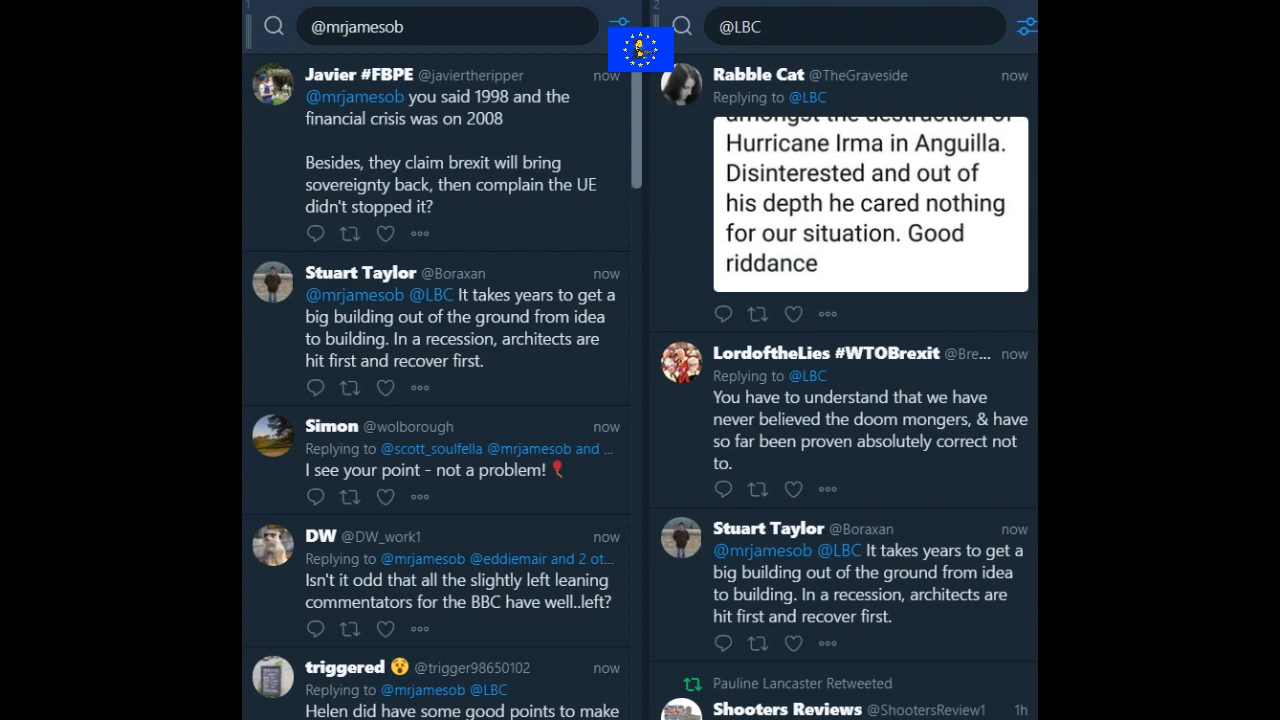 1
@mrjamesob
Javier #FBPE @javiertheripper now
@mrjamesob you said 1998 and the
financial crisis was on 2008
Besides, they claim brexit will bring
sovereignty back, then complain the UE
didn't stopped it?
Stuart Taylor @Boraxan now
@mrjamesob @LBC It takes years to get a
big building out of the ground from idea
to building. In a recession, architects are
hit first and recover first.
Simon @wolborough now
Replying to @scott_soulfella @mrjamesob and ...
I see your point - not a problem!
DW @DW_work1 now
Replying to @mrjamesob @eddiemair and 2 ot...
Isn't it odd that all the slightly left leaning
commentators for the BBC have well..left?
triggered @trigger98650102 now
Replying to @mrjamesob @LBC
Helen did have some good points to make
2
@LBC
Rabble Cat @TheGraveside now
Replying to @LBC
amongst the destruction of
Hurricane Irma in Anguilla.
Disinterested and out of
his depth he cared nothing
for our situation. Good
riddance
LordoftheLies #WTOBrexit @Bre... now
Replying to @LBC
You have to understand that we have
never believed the doom mongers, & have
so far been proven absolutely correct not
to.
Stuart Taylor @Boraxan now
@mrjamesob @LBC It takes years to get a
big building out of the ground from idea
to building. In a recession, architects are
hit first and recover first.
Pauline Lancaster Retweeted
Shooters Reviews @ShootersReview1 1h